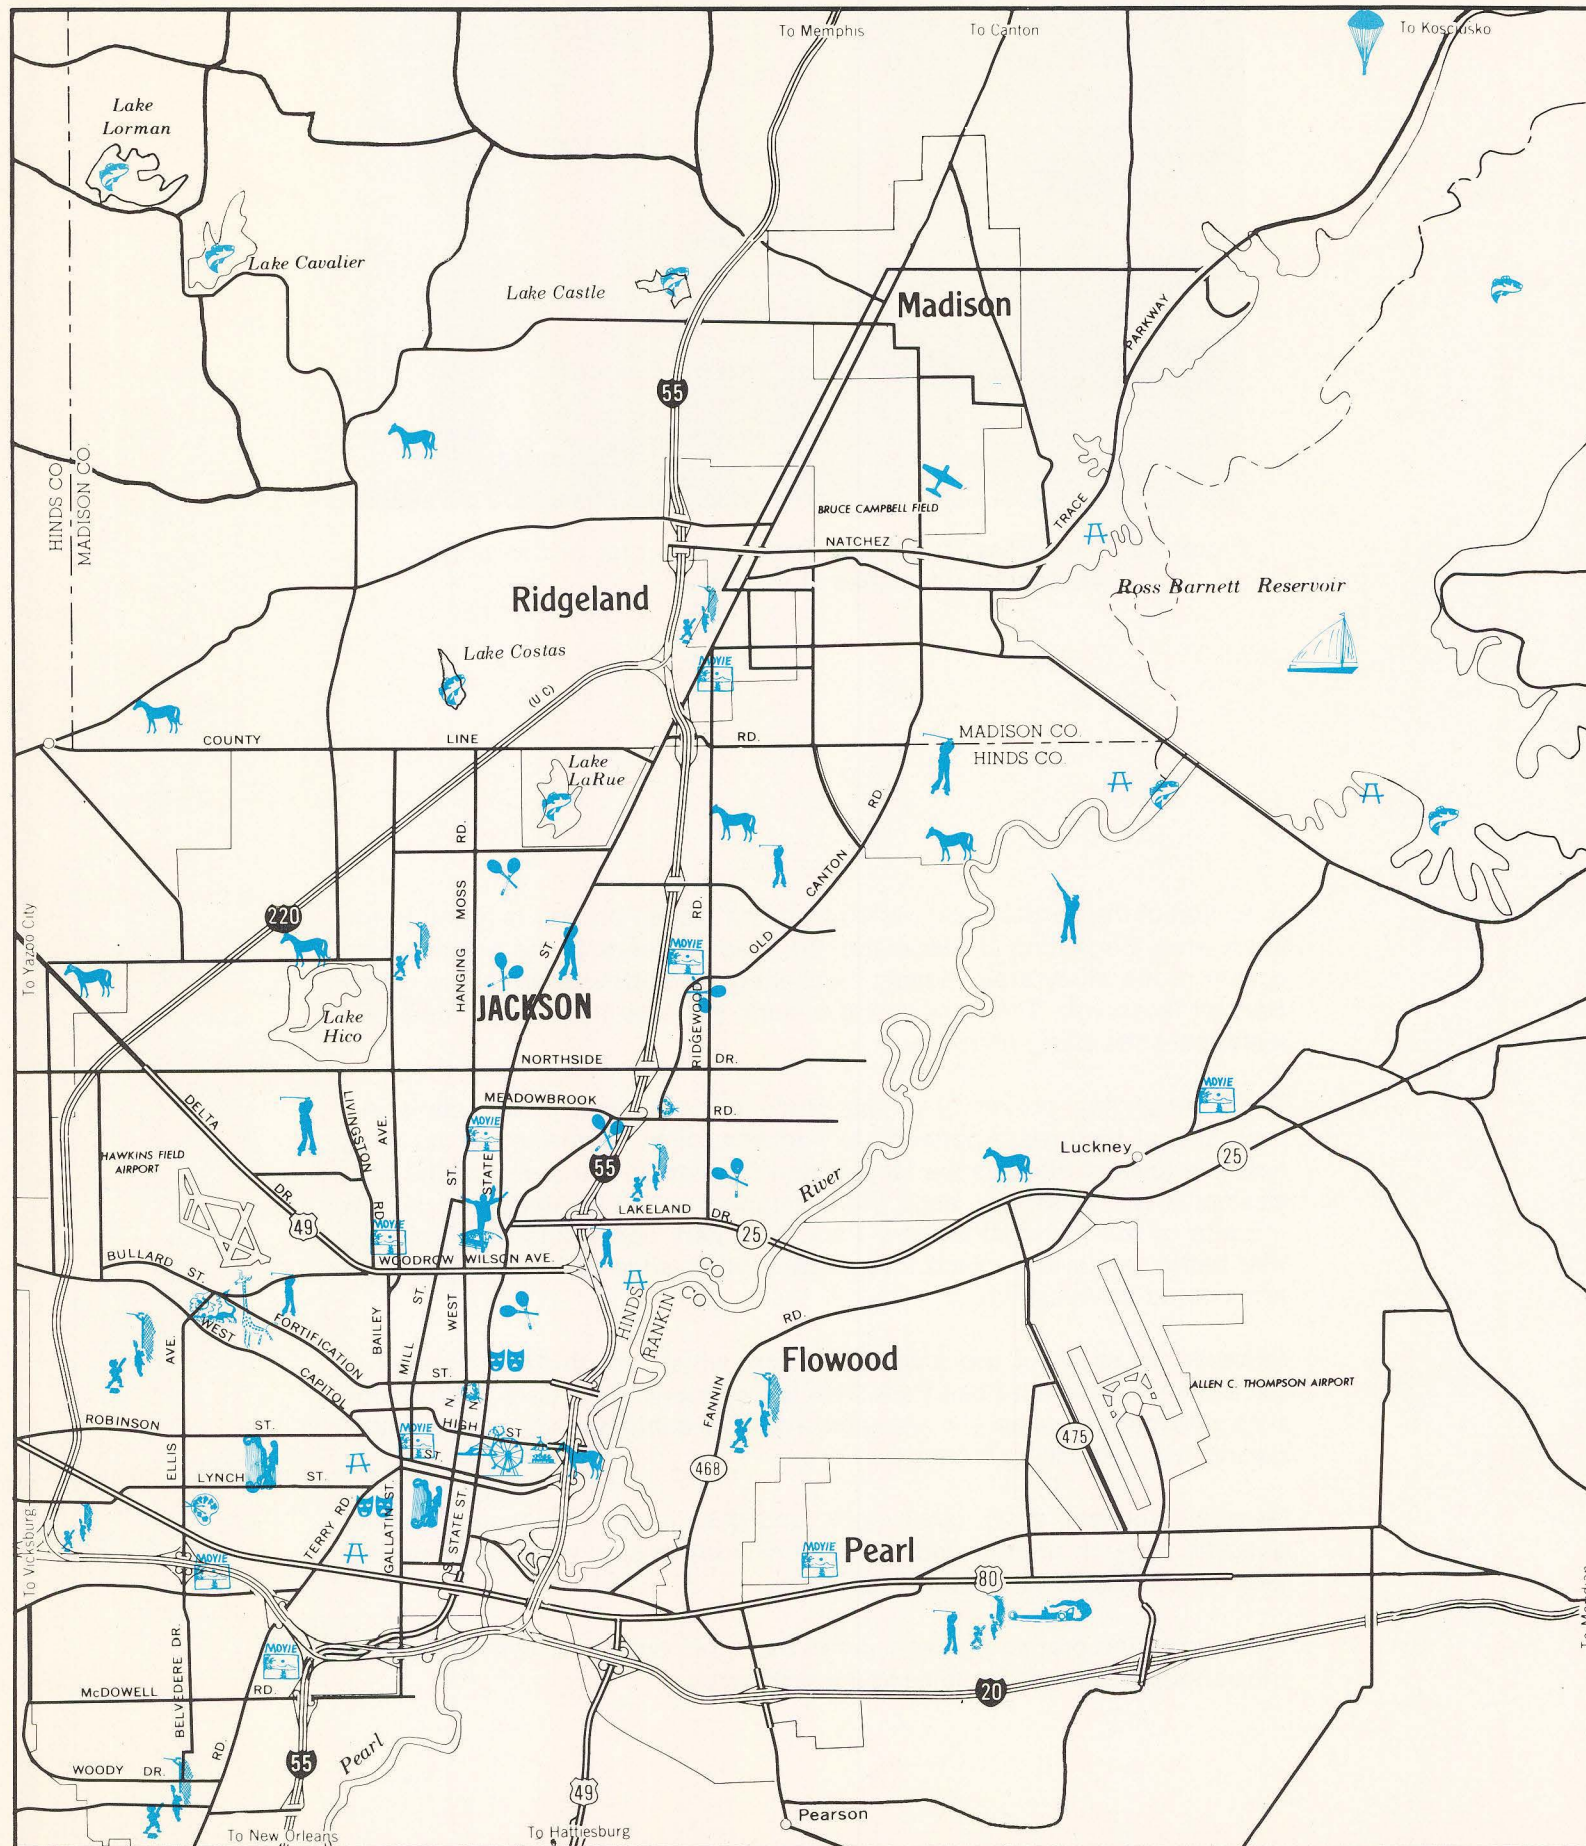 To Memphis
To Canton
To Kosciusko
Lake
Lorman
Lake Cavalier
Lake Castle
Madison
PARKWAY
55
HINDS CO.
MADISON CO.
BRUCE CAMPBELL FIELD
TRACE
NATCHEZ
Ridgeland
Ross Barnett Reservoir
Lake Costas
MOVIE
(U C)
COUNTY
LINE
RD.
MADISON CO.
HINDS CO.
Lake
LaRue
RD.
RD.
CANTON
OLD
220
To Yazoo City
HANGING MOSS
ST.
RD.
MOVIE
RIDGEWOOD
JACKSON
Lake
Hico
NORTHSIDE
DR.
MEADOWBROOK
RD.
MOVIE
DELTA
DR.
LIVINGSTON
RD.
AVE.
HAWKINS FIELD
AIRPORT
MOVIE
STATE
ST.
55
Luckney
25
River
LAKELAND
DR.
25
49
MOVIE
WOODROW WILSON AVE.
BULLARD
ST.
HINDS CO
RANKIN CO
RD.
WEST
FORTIFICATION
ST.
CAPITOL
ST.
BAILEY
MILL
ST.
WEST
AVE.
N.
N.
Flowood
ALLEN C. THOMPSON AIRPORT
FANNIN
ROBINSON
ST.
MOVIE
HIGH
ST
475
468
ELLIS
LYNCH
ST.
TERRY RD.
GALLATIN ST.
S. STATE ST.
To Vicksburg
MOVIE
MOVIE
Pearl
80
BELVEDERE DR.
MOVIE
McDOWELL
RD.
20
55
Pearl
WOODY DR.
RD.
49
Pearson
To New Orleans
To Hattiesburg